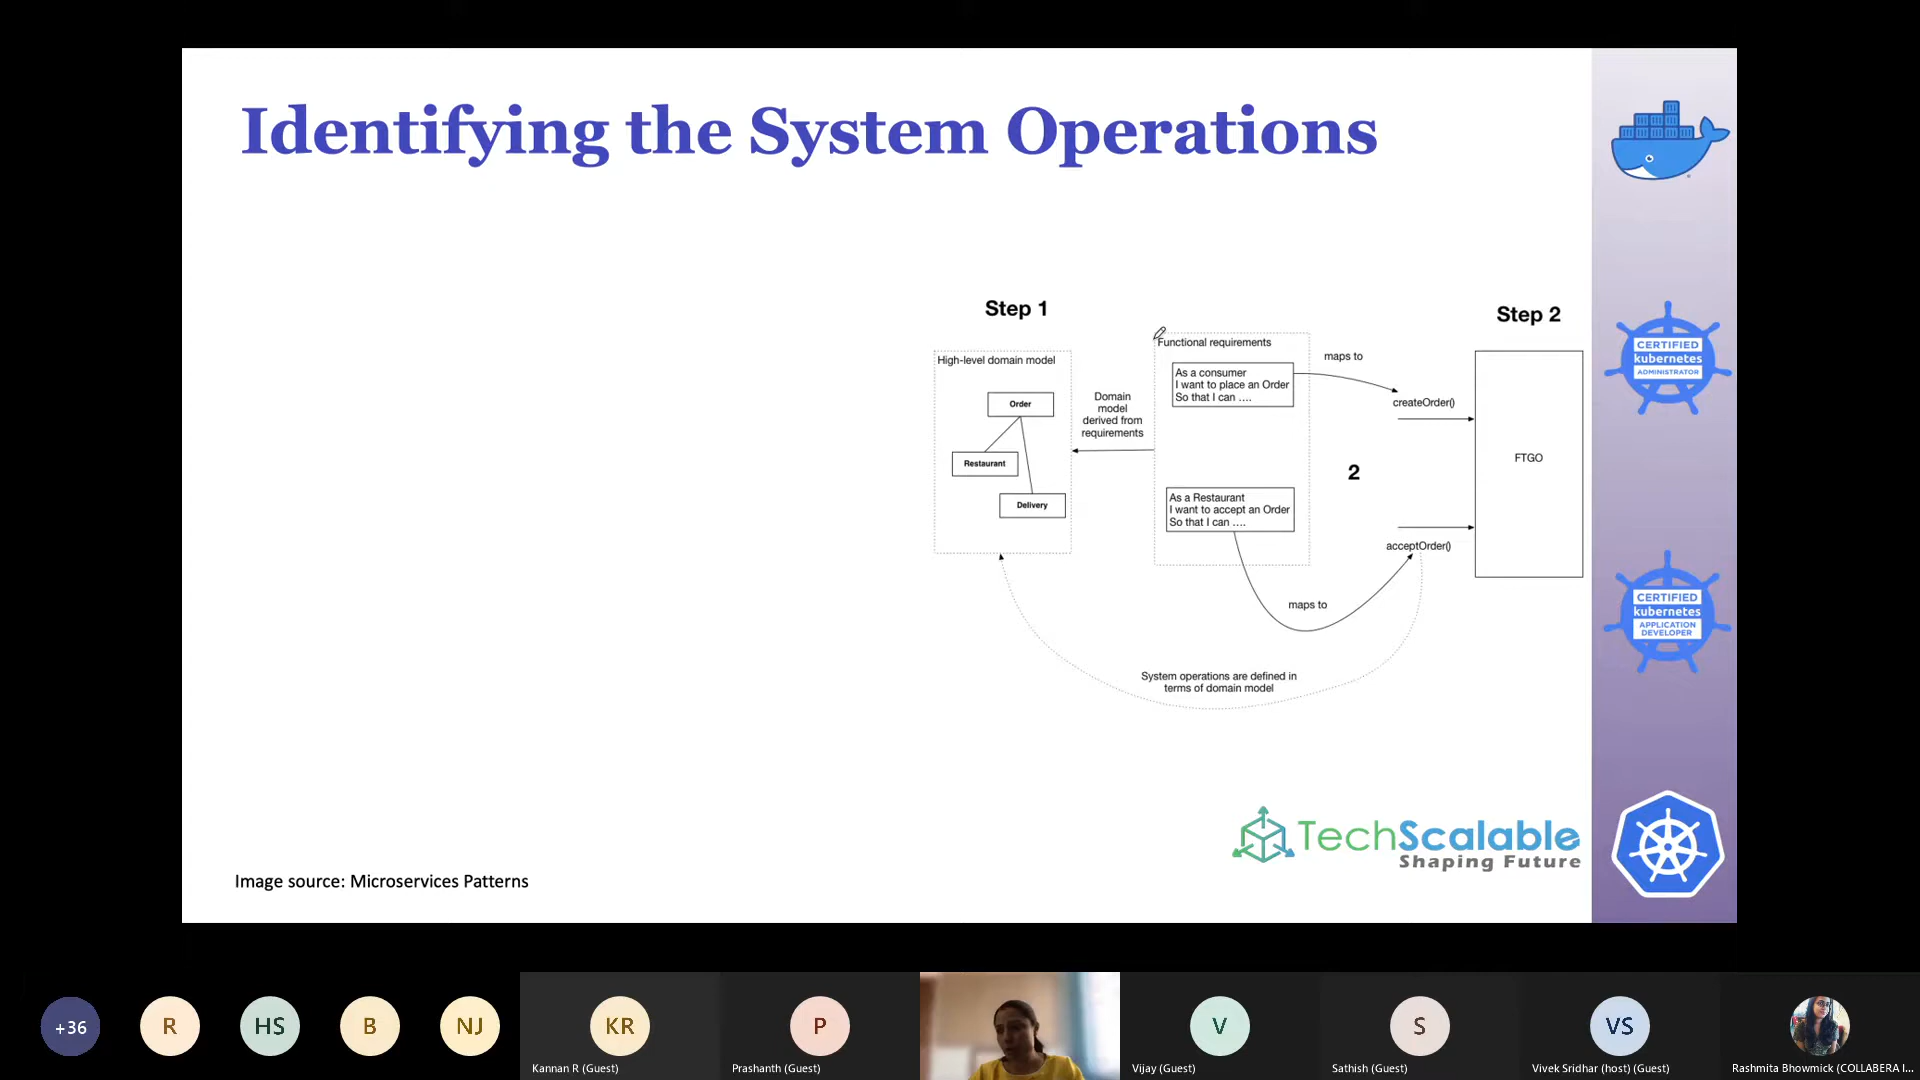 Identifying the System Operations
Step 1
Step 2
High-level domain model
Order
Restaurant
Delivery
Domain
model
derived from
requirements
Functional requirements
As a consumer
I want to place an Order
So that I can ....
As a Restaurant
I want to accept an Order
So that I can ....
maps to
createOrder()
2
acceptOrder()
maps to
FTGO
System operations are defined in
terms of domain model
TechScalable
Shaping Future
Image source: Microservices Patterns
CERTIFIED
kubernetes
ADMINISTRATOR
CERTIFIED
kubernetes
APPLICATION
DEVELOPER
+36
R
HS
B
NJ
KR
Kannan R (Guest)
P
Prashanth (Guest)
V
Vijay (Guest)
S
Sathish (Guest)
VS
Vivek Sridhar (host) (Guest)
Rashmita Bhowmick (COLLABERA I...